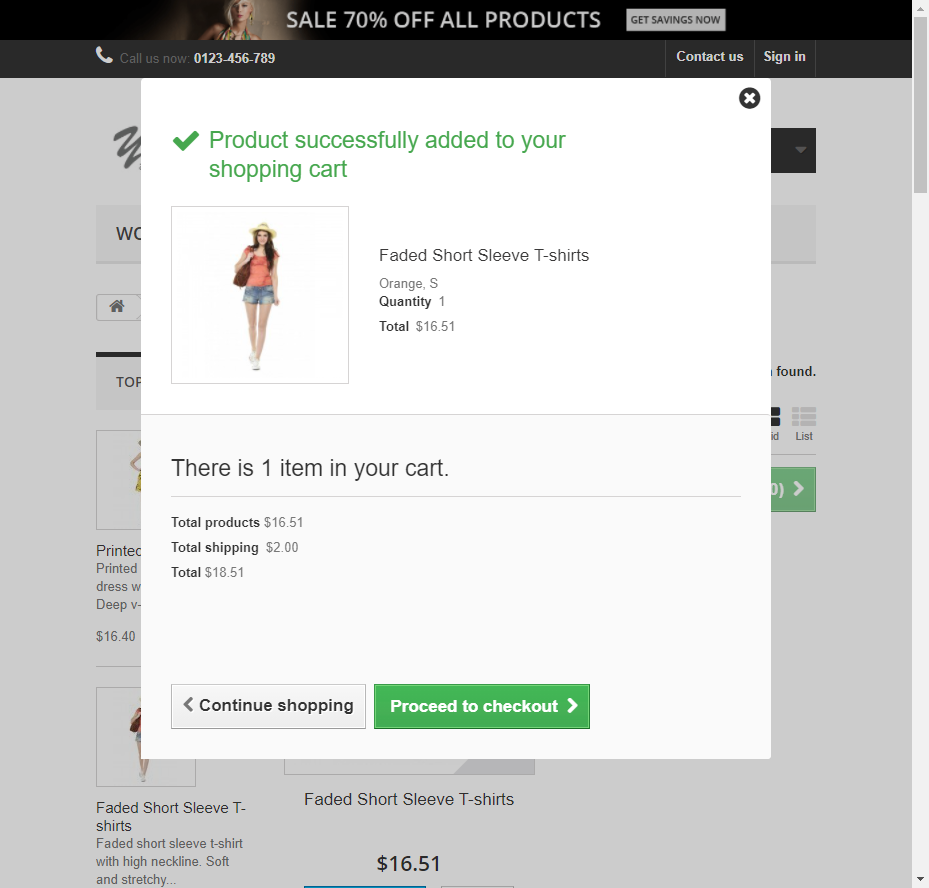 SALE 70% OFF ALL PRODUCTS GET SAVINGS NOW
Call us now: 0123-456-789 Contact us Sign in
Product successfully added to your
shopping cart
Faded Short Sleeve T-shirts
Orange, S
Quantity 1
Total $16.51
found.
List
There is 1 item in your cart.
Total products $16.51
Total shipping $2.00
Total $18.51
Continue shopping
Proceed to checkout
Printed
Printed
dress
Deep v-
$16.40
Faded Short Sleeve T-
shirts
Faded short sleeve t-shirt
with high neckline. Soft
and stretchy...
Faded Short Sleeve T-shirts
$16.51